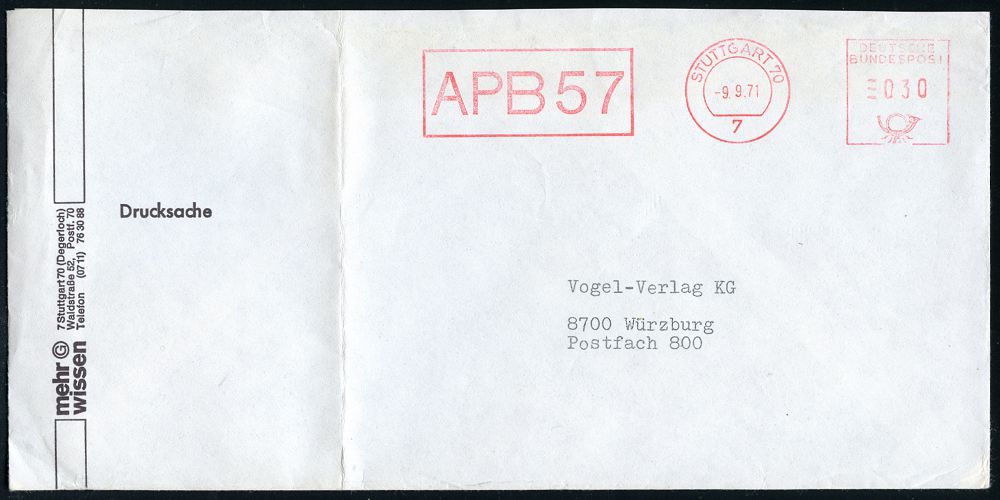 APB 57
STUTTGART 70
-9. 9.71
7
DEUTSCHE
BUNDESPOST
030
Drucksache
mehr G
wissen
7 Stuttgart 70 (Degerloch)
Waldstraße 52, Postf. 70
Telefon (0711) 76 30 88
Vogel-Verlag KG
8700 Würzburg
Postfach 800